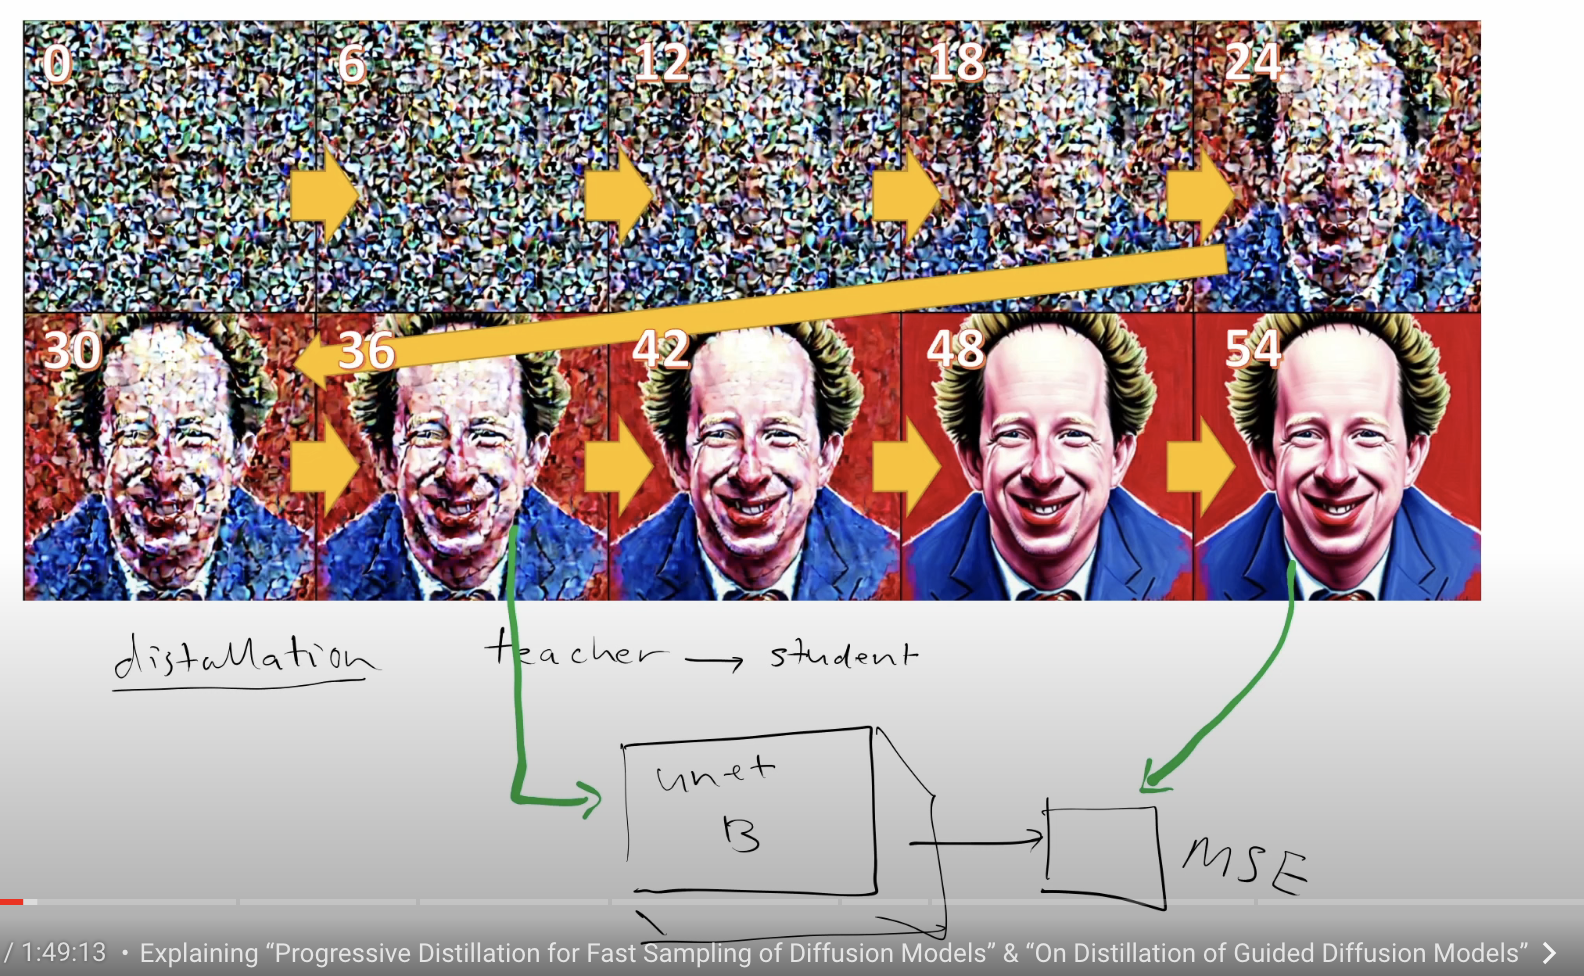 0 6 12 18 24
30 36 42 48 54
distallation teacher → student
unet
B
MSE
/ 1:49:13 • Explaining “Progressive Distillation for Fast Sampling of Diffusion Models” & “On Distillation of Guided Diffusion Models”